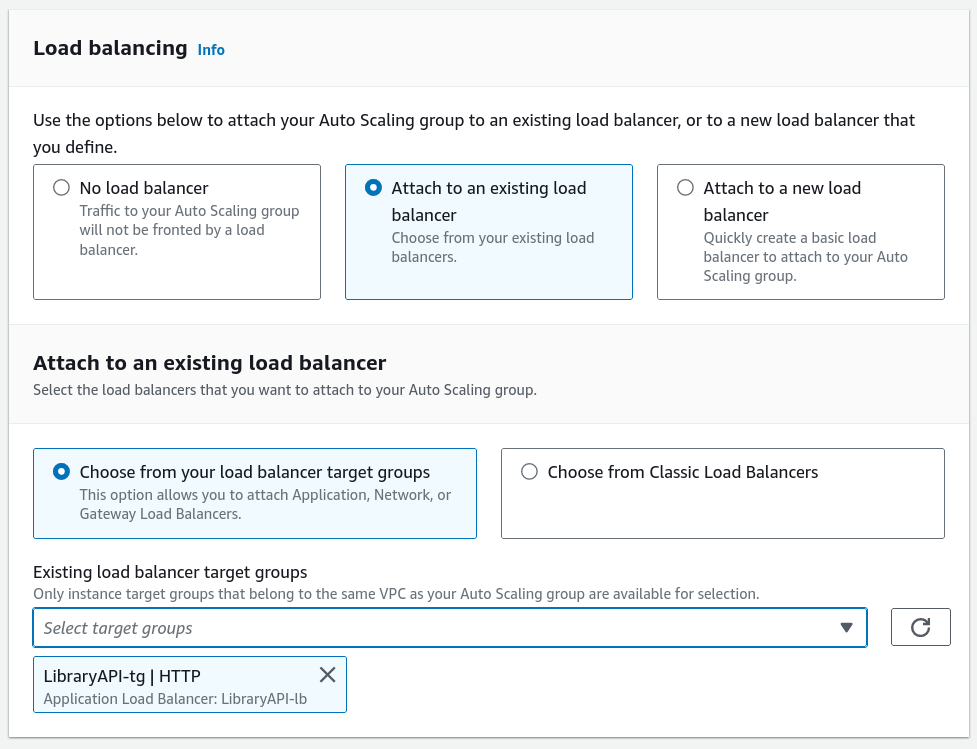 Load balancing Info
Use the options below to attach your Auto Scaling group to an existing load balancer, or to a new load balancer that
you define.
No load balancer
Traffic to your Auto Scaling group
will not be fronted by a load
balancer.
Attach to an existing load
balancer
Choose from your existing load
balancers.
Attach to a new load
balancer
Quickly create a basic load
balancer to attach to your Auto
Scaling group.
Attach to an existing load balancer
Select the load balancers that you want to attach to your Auto Scaling group.
Choose from your load balancer target groups
This option allows you to attach Application, Network, or
Gateway Load Balancers.
Choose from Classic Load Balancers
Existing load balancer target groups
Only instance target groups that belong to the same VPC as your Auto Scaling group are available for selection.
Select target groups
LibraryAPI-tg | HTTP
Application Load Balancer: LibraryAPI-lb